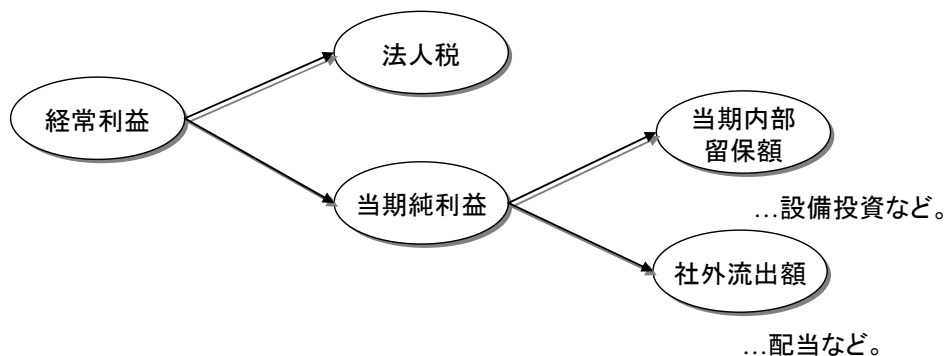 法人税
経常利益
当期内部
留保額
当期純利益
…設備投資など。
社外流出額
…配当など。